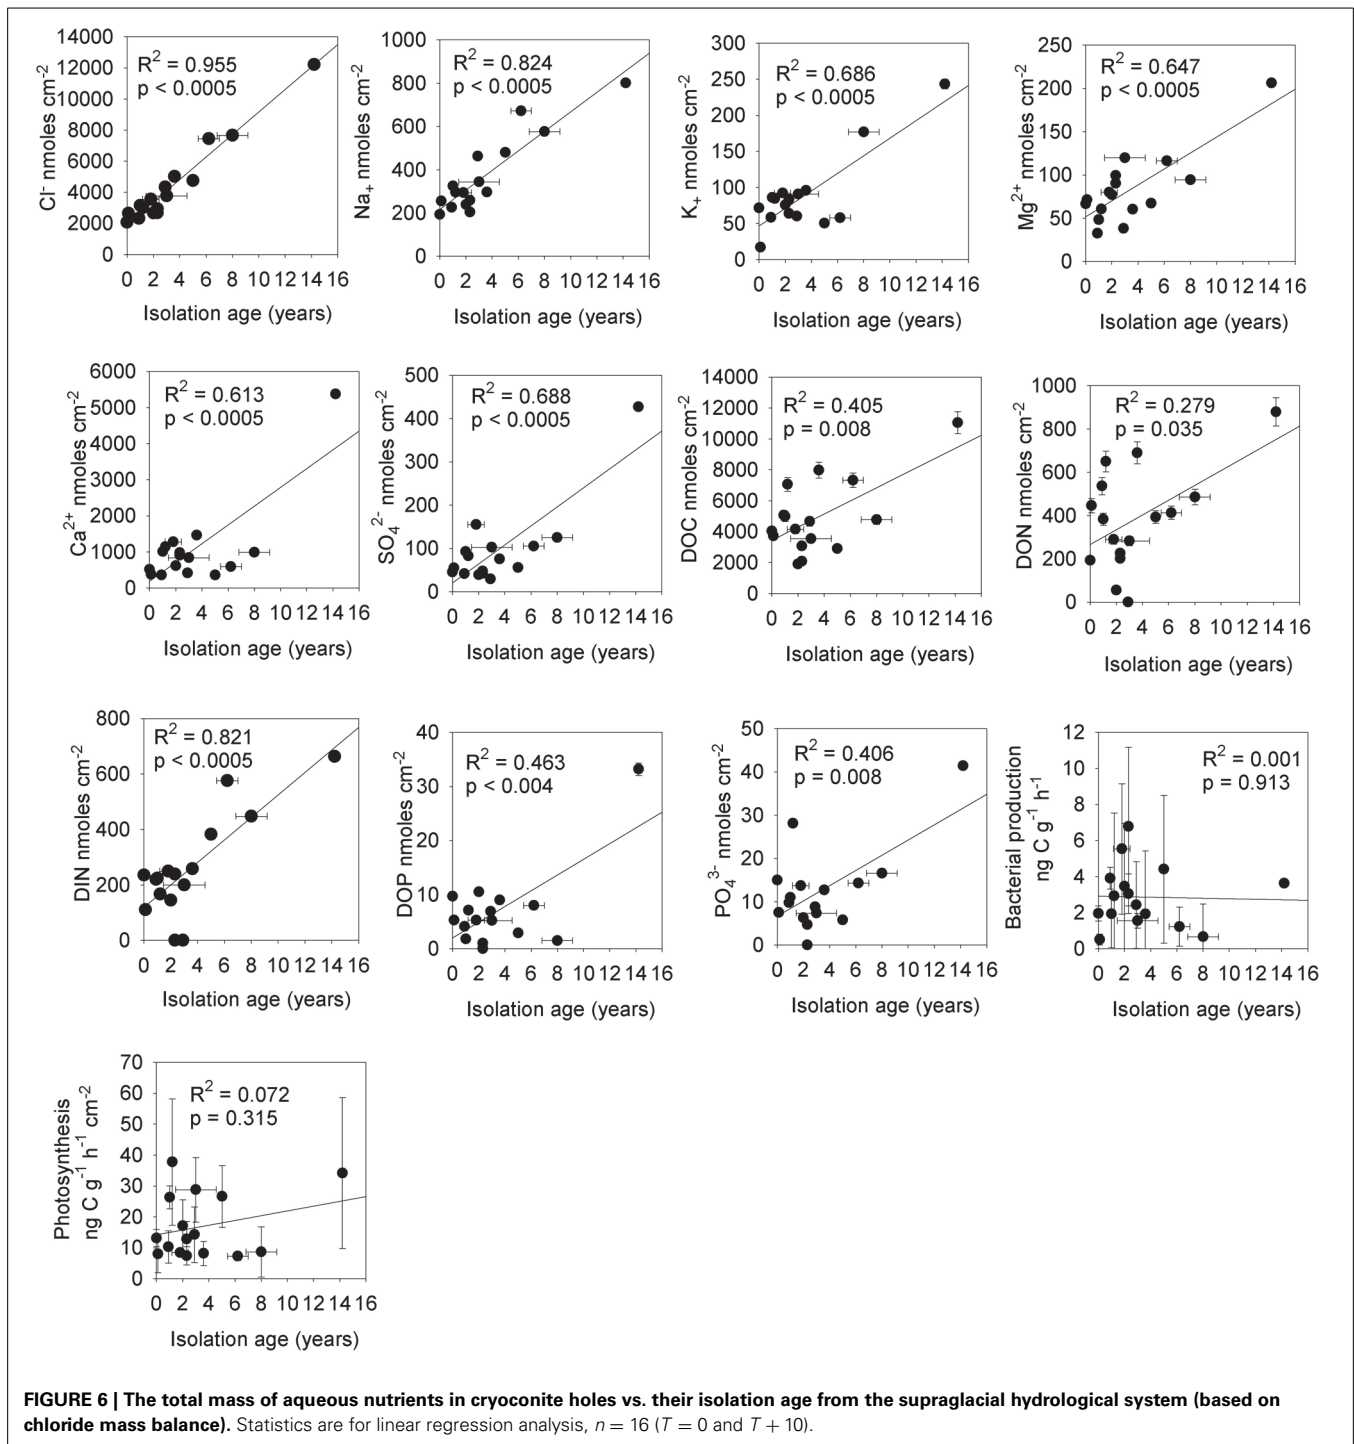 Cl⁻ nmoles cm⁻²
14000
12000
10000
8000
6000
4000
2000
0
R² = 0.955
p < 0.0005
0 2 4 6 8 10 12 14 16
Isolation age (years)
Na₊ nmoles cm⁻²
1000
800
600
400
200
0
R² = 0.824
p < 0.0005
0 2 4 6 8 10 12 14 16
Isolation age (years)
K₊ nmoles cm⁻²
300
250
200
150
100
50
0
R² = 0.686
p < 0.0005
0 2 4 6 8 10 12 14 16
Isolation age (years)
Mg²⁺ nmoles cm⁻²
250
200
150
100
50
0
R² = 0.647
p < 0.0005
0 2 4 6 8 10 12 14 16
Isolation age (years)
Ca²⁺ nmoles cm⁻²
6000
5000
4000
3000
2000
1000
0
R² = 0.613
p < 0.0005
0 2 4 6 8 10 12 14 16
Isolation age (years)
SO₄²⁻ nmoles cm⁻²
500
400
300
200
100
0
R² = 0.688
p < 0.0005
0 2 4 6 8 10 12 14 16
Isolation age (years)
DOC nmoles cm⁻²
14000
12000
10000
8000
6000
4000
2000
0
R² = 0.405
p = 0.008
0 2 4 6 8 10 12 14 16
Isolation age (years)
DON nmoles cm⁻²
1000
800
600
400
200
0
R² = 0.279
p = 0.035
0 2 4 6 8 10 12 14 16
Isolation age (years)
DIN nmoles cm⁻²
800
600
400
200
0
R² = 0.821
p < 0.0005
0 2 4 6 8 10 12 14 16
Isolation age (years)
DOP nmoles cm⁻²
40
30
20
10
0
R² = 0.463
p < 0.004
0 2 4 6 8 10 12 14 16
Isolation age (years)
PO₄³⁻ nmoles cm⁻²
50
40
30
20
10
0
R² = 0.406
p = 0.008
0 2 4 6 8 10 12 14 16
Isolation age (years)
Bacterial production
ng C g⁻¹ h⁻¹
12
10
8
6
4
2
0
R² = 0.001
p = 0.913
0 2 4 6 8 10 12 14 16
Isolation age (years)
Photosynthesis
ng C g⁻¹ h⁻¹ cm⁻²
70
60
50
40
30
20
10
0
R² = 0.072
p = 0.315
0 2 4 6 8 10 12 14 16
Isolation age (years)
FIGURE 6 | The total mass of aqueous nutrients in cryoconite holes vs. their isolation age from the supraglacial hydrological system (based on
chloride mass balance). Statistics are for linear regression analysis, n = 16 (T = 0 and T + 10).